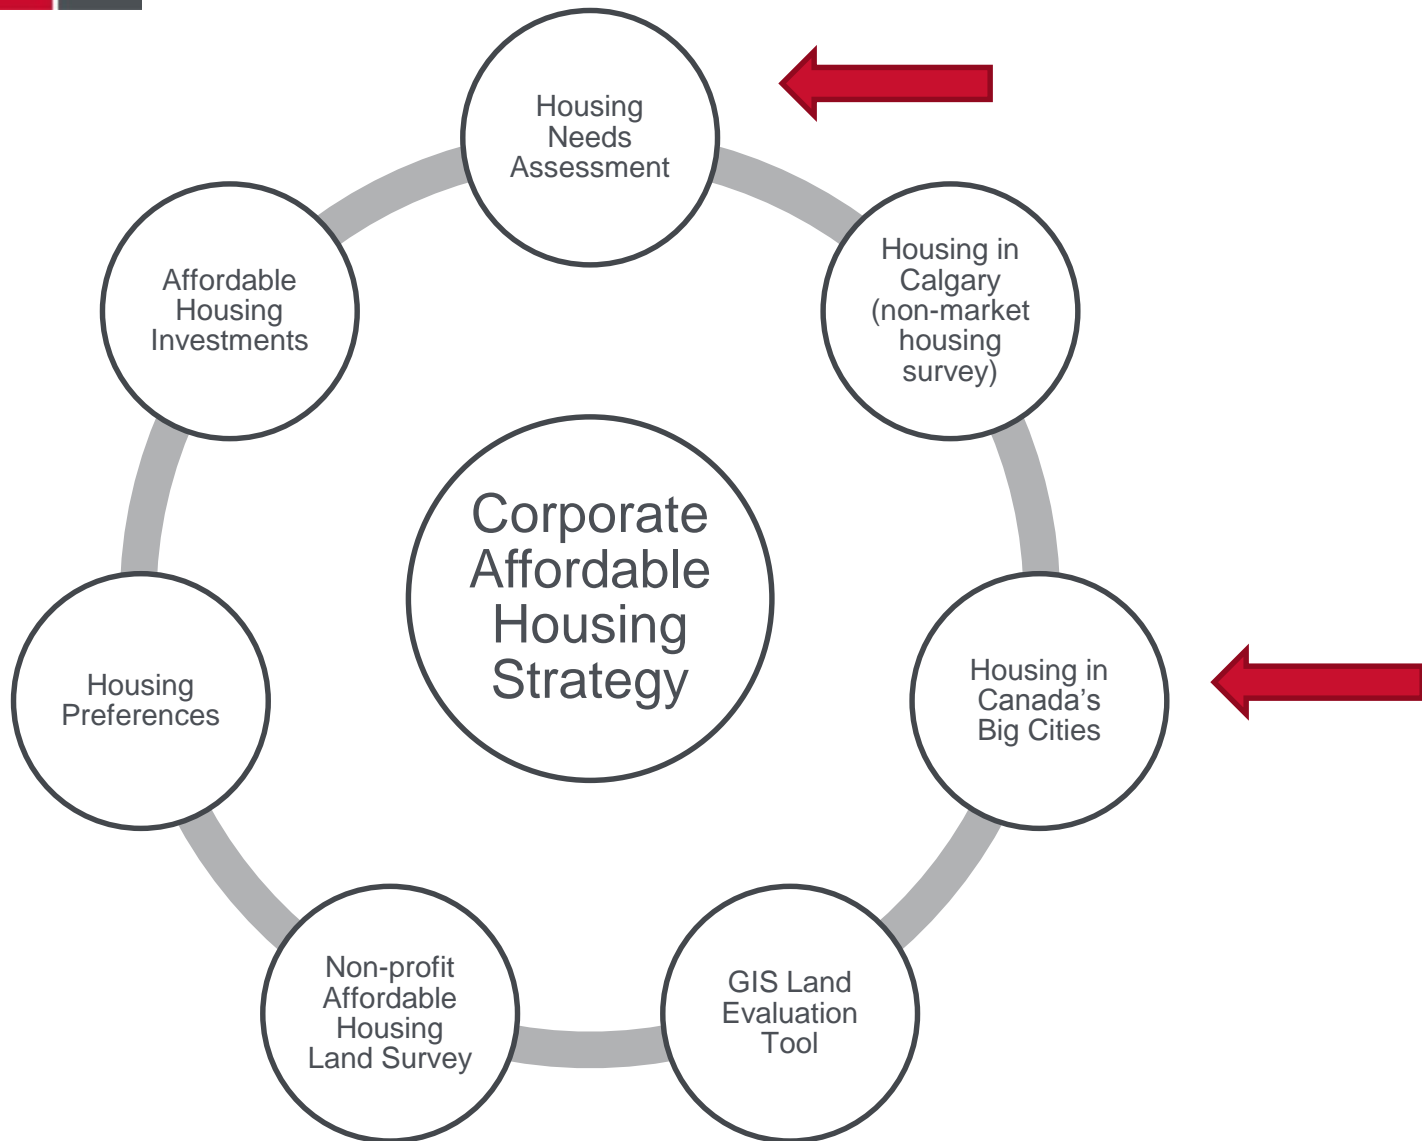 Housing
Needs
Assessment
Housing in
Calgary
(non-market
housing
survey)
Housing in
Canada’s
Big Cities
GIS Land
Evaluation
Tool
Non-profit
Affordable
Housing
Land Survey
Housing
Preferences
Affordable
Housing
Investments
Corporate
Affordable
Housing
Strategy